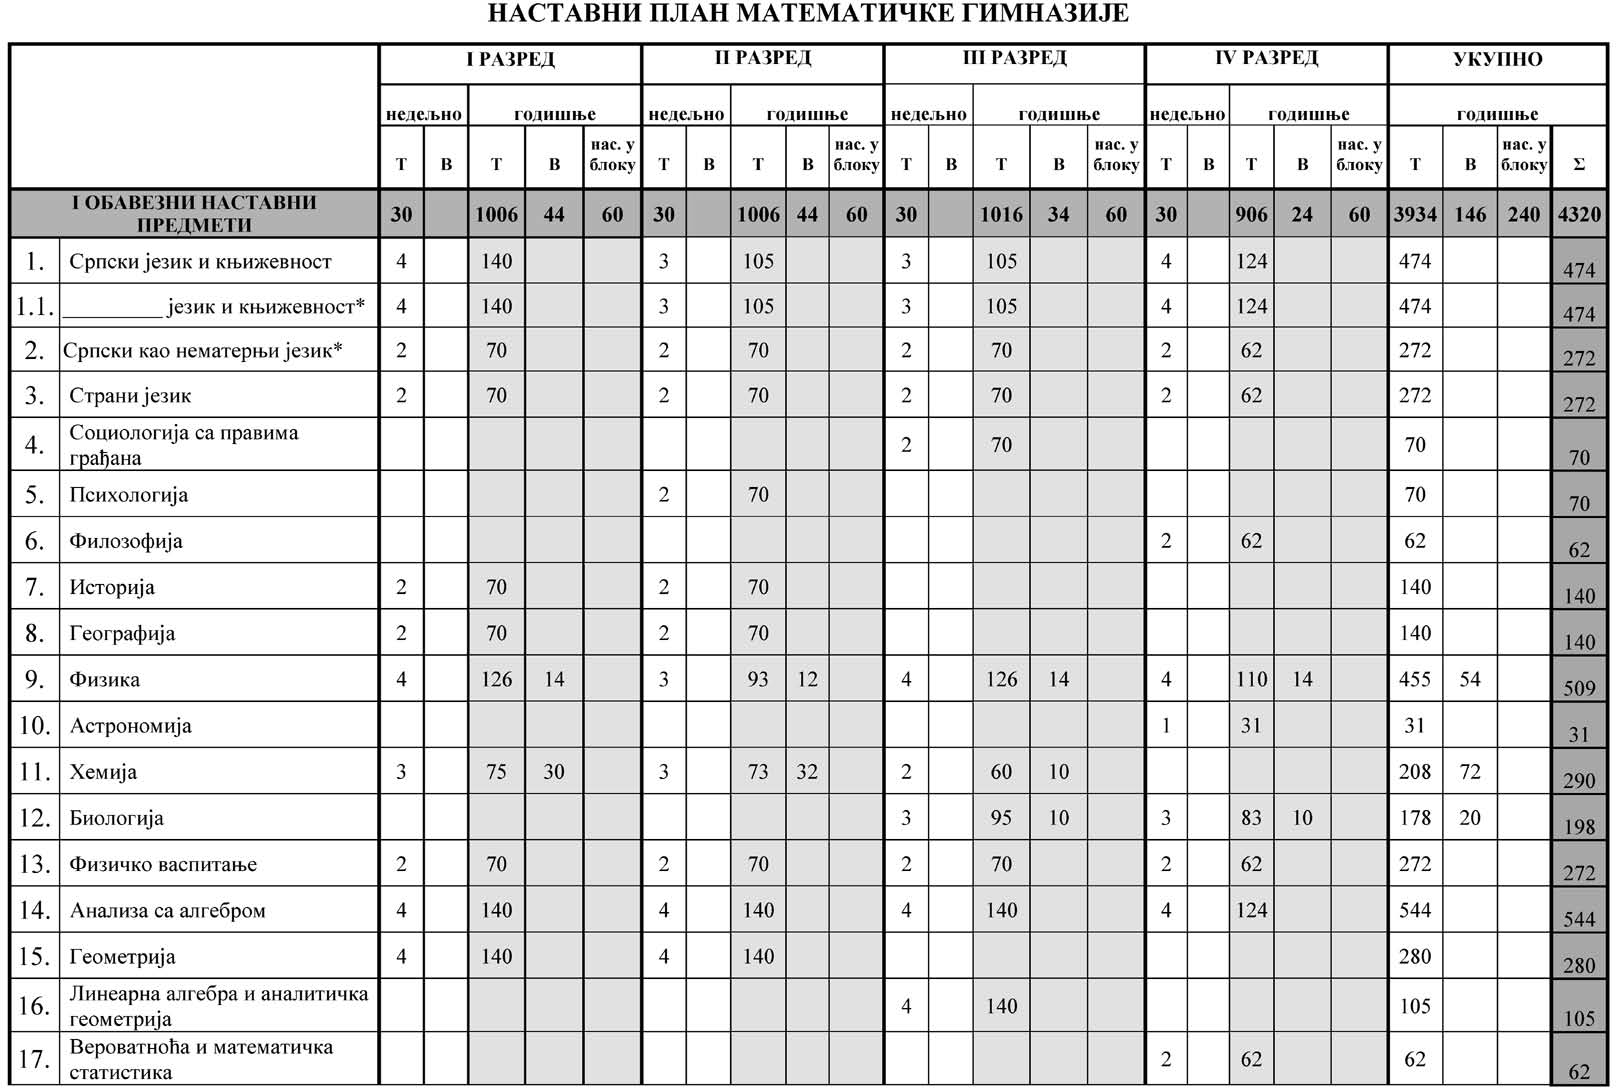 НАСТАВНИ ПЛАН МАТЕМАТИЧКЕ ГИМНАЗИЈЕ
I РАЗРЕД II РАЗРЕД III РАЗРЕД IV РАЗРЕД УКУПНО
недељно годишње недељно годишње недељно годишње недељно годишње годишње
Т В Т В нас. у блоку Т В Т В нас. у блоку Т В Т В нас. у блоку Т В Т В нас. у блоку Т В нас. у блоку Σ
I ОБАВЕЗНИ НАСТАВНИ
ПРЕДМЕТИ 30 1006 44 60 30 1006 44 60 30 1016 34 60 30 906 24 60 3934 146 240 4320
1. Српски језик и књижевност 4 140 3 105 3 105 4 124 474 474
1.1. __________ језик и књижевност* 4 140 3 105 3 105 4 124 474 474
2. Српски као нематерњи језик* 2 70 2 70 2 70 2 62 272 272
3. Страни језик 2 70 2 70 2 70 2 62 272 272
4. Социологија са правима
грађана 2 70 70 70
5. Психологија 2 70 70 70
6. Филозофија 2 62 62 62
7. Историја 2 70 2 70 140 140
8. Географија 2 70 2 70 140 140
9. Физика 4 126 14 3 93 12 4 126 14 4 110 14 455 54 509
10. Астрономија 1 31 31 31
11. Хемија 3 75 30 3 73 32 2 60 10 208 72 290
12. Биологија 3 95 10 3 83 10 178 20 198
13. Физичко васпитање 2 70 2 70 2 70 2 62 272 272
14. Анализа са алгебром 4 140 4 140 4 140 4 124 544 544
15. Геометрија 4 140 4 140 280 280
16. Линеарна алгебра и аналитичка
геометрија 4 140 105 105
17. Вероватноћа и математичка
статистика 2 62 62 62